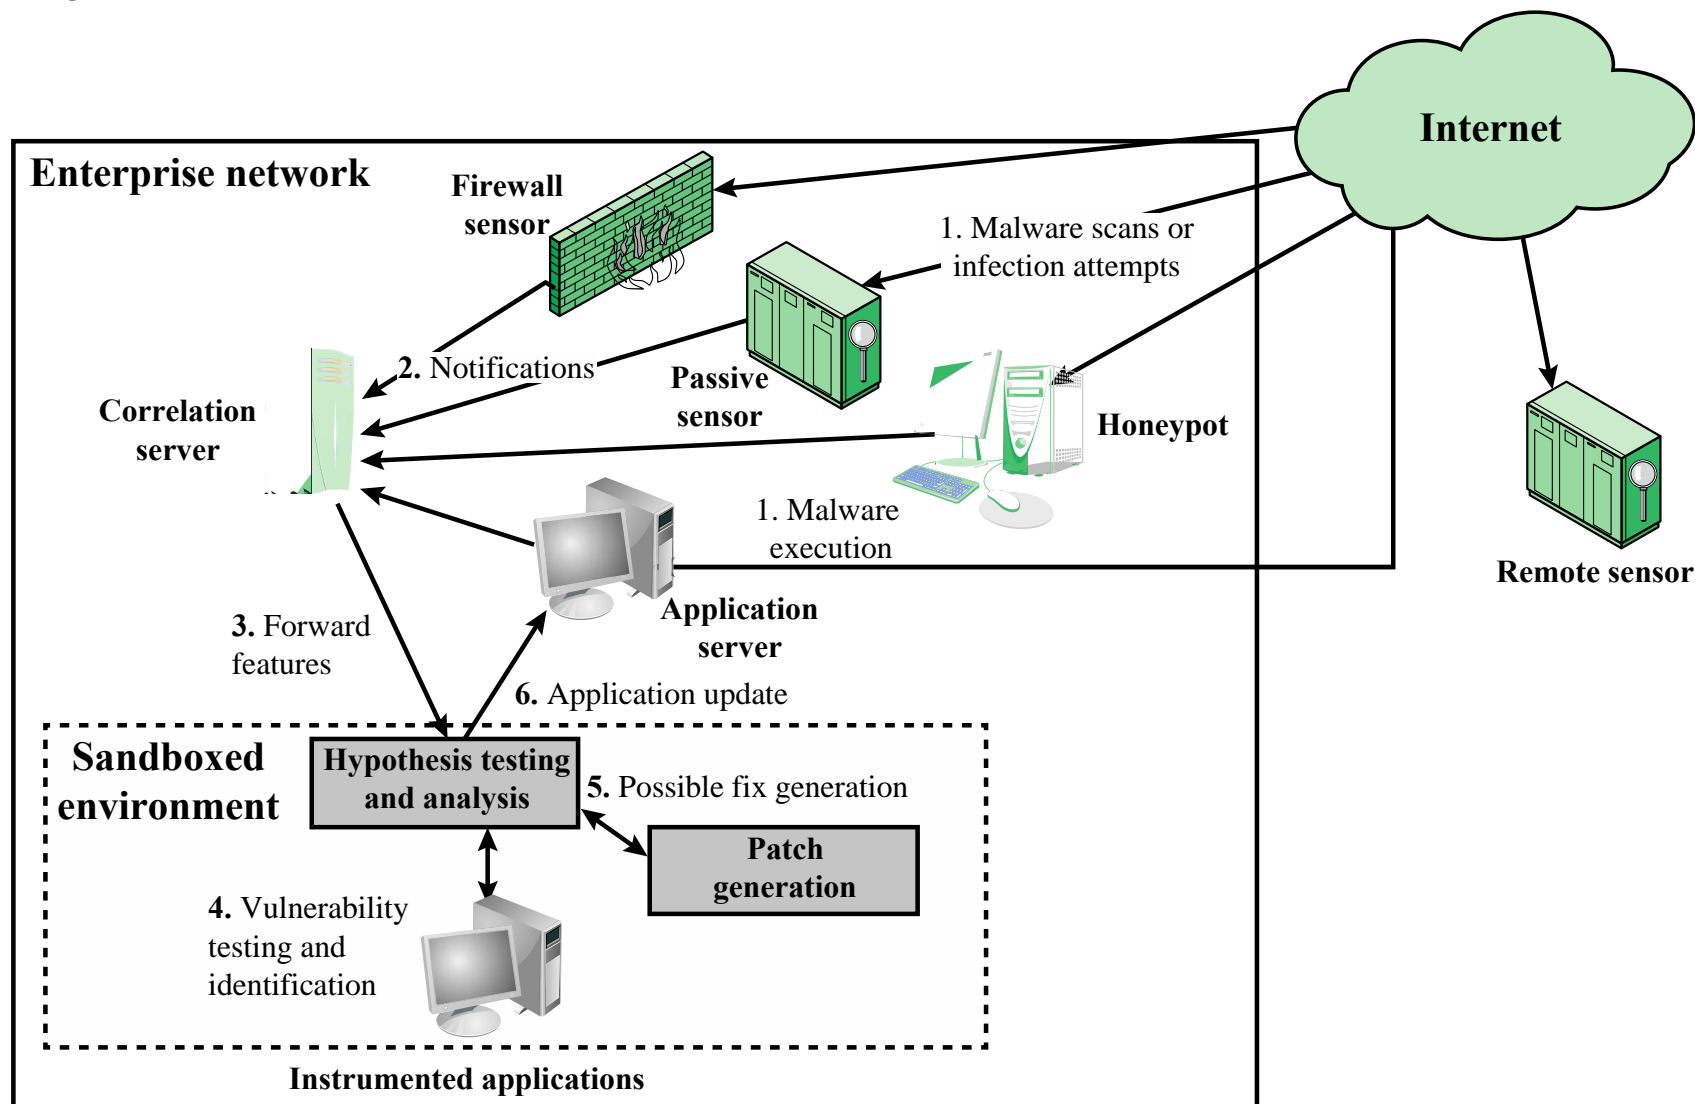 Internet
Enterprise network
Firewall
sensor
1. Malware scans or
infection attempts
2. Notifications
Passive
sensor
Correlation
server
Honeypot
1. Malware
execution
Remote sensor
Application
server
3. Forward
features
6. Application update
Sandboxed
environment
Hypothesis testing
and analysis
5. Possible fix generation
Patch
generation
4. Vulnerability
testing and
identification
Instrumented applications